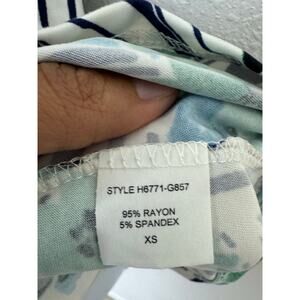 STYLE H6771-G857
95% RAYON
5% SPANDEX
XS